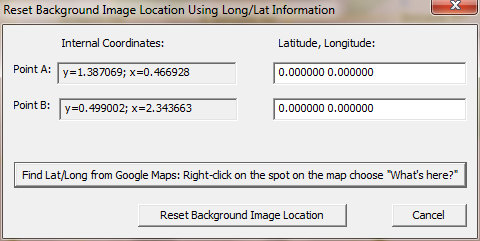 Reset Background Image Location Using Long/Lat Information
Internal Coordinates: Latitude, Longitude:
Point A: y=1.387069; x=0.466928 0.000000 0.000000
Point B: y=0.499002; x=2.343663 0.000000 0.000000
Find Lat/Long from Google Maps: Right-click on the spot on the map choose "What's here?"
Reset Background Image Location Cancel